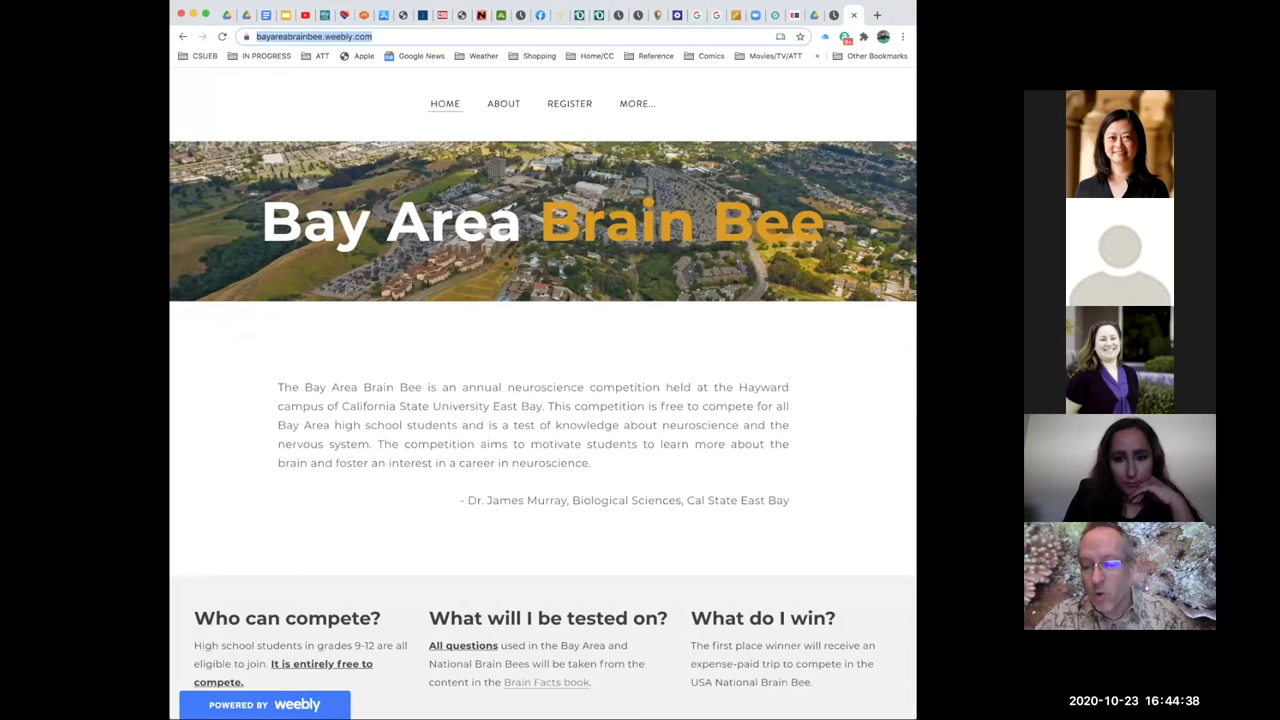 bayareabrainbee.weebly.com
CSUEB IN PROGRESS ATT Apple Google News Weather Shopping Home/CC Reference Comics Movies/TV/ATT » Other Bookmarks
HOME ABOUT REGISTER MORE...
Bay Area Brain Bee
The Bay Area Brain Bee is an annual neuroscience competition held at the Hayward
campus of California State University East Bay. This competition is free to compete for all
Bay Area high school students and is a test of knowledge about neuroscience and the
nervous system. The competition aims to motivate students to learn more about the
brain and foster an interest in a career in neuroscience.
- Dr. James Murray, Biological Sciences, Cal State East Bay
Who can compete?
High school students in grades 9-12 are all
eligible to join. It is entirely free to
compete.
What will I be tested on?
All questions used in the Bay Area and
National Brain Bees will be taken from the
content in the Brain Facts book.
What do I win?
The first place winner will receive an
expense-paid trip to compete in the
USA National Brain Bee.
POWERED BY weebly
2020-10-23 16:44:38